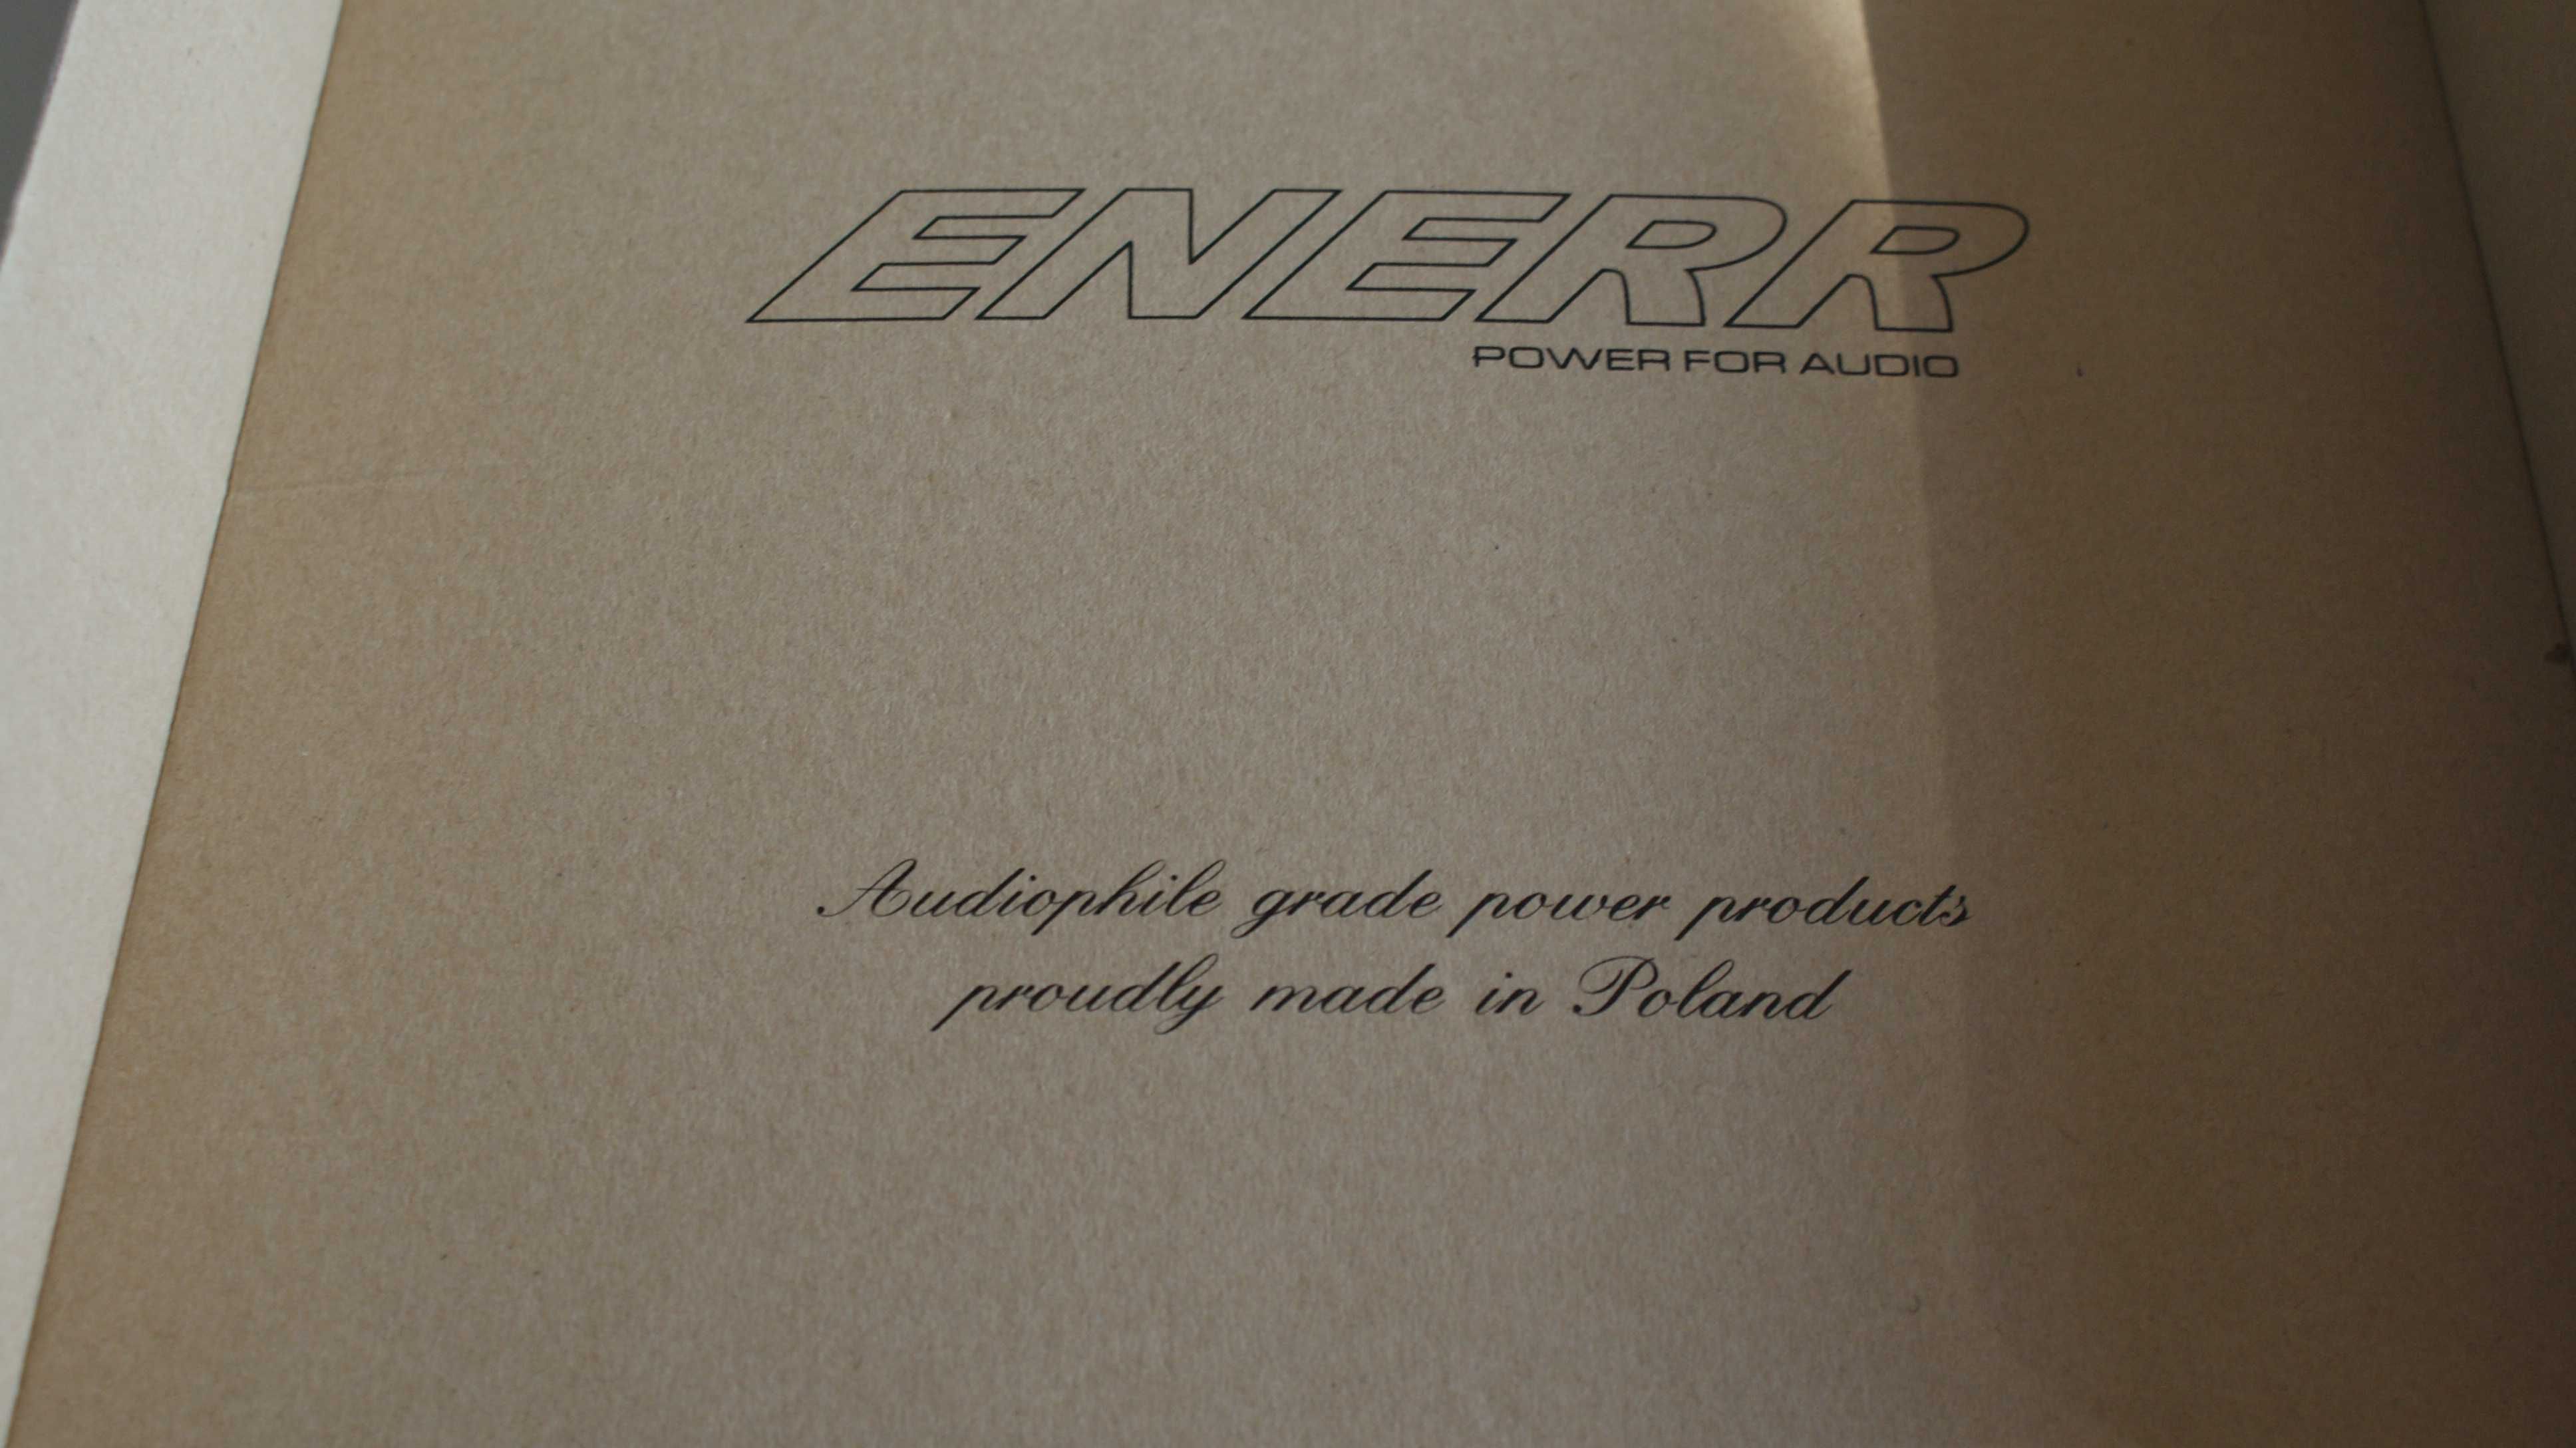 ENERR
POWER FOR AUDIO
Audiophile grade power products
proudly made in Poland